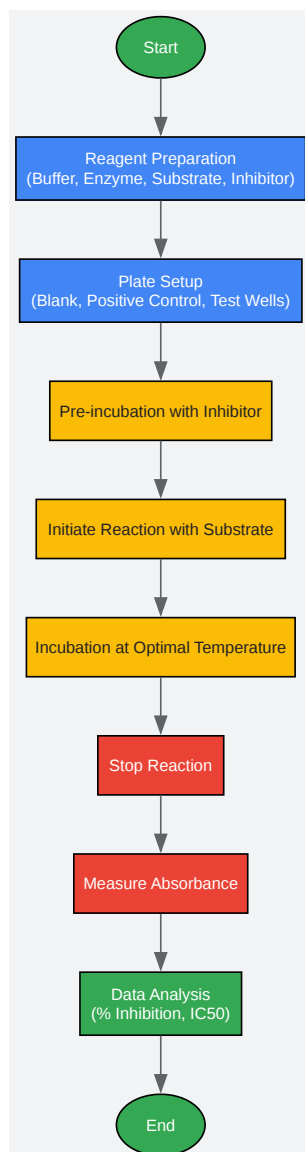 Start
Reagent Preparation
(Buffer, Enzyme, Substrate, Inhibitor)
Plate Setup
(Blank, Positive Control, Test Wells)
Pre-incubation with Inhibitor
Initiate Reaction with Substrate
Incubation at Optimal Temperature
Stop Reaction
Measure Absorbance
Data Analysis
(% Inhibition, IC50)
End